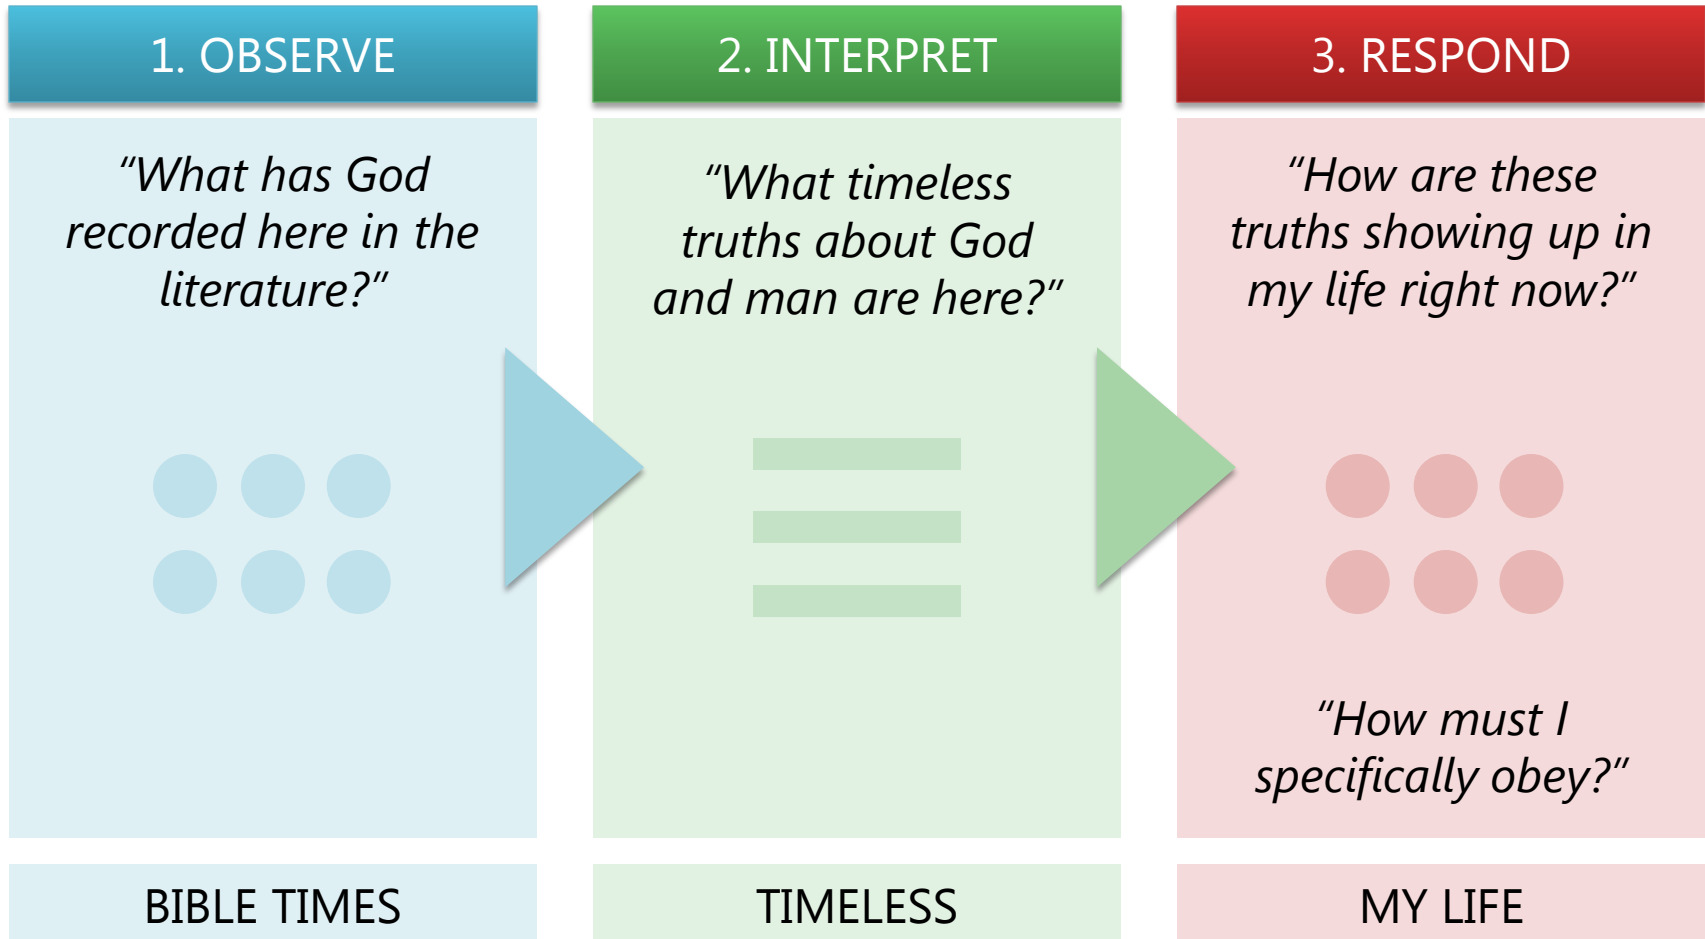 1. OBSERVE
“What has God
recorded here in the
literature?”
BIBLE TIMES
2. INTERPRET
“What timeless
truths about God
and man are here?”
TIMELESS
3. RESPOND
“How are these
truths showing up in
my life right now?”
“How must I
specifically obey?”
MY LIFE